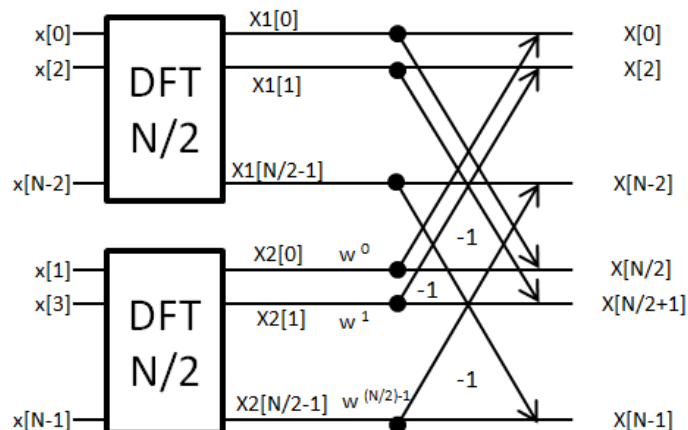 x[0] X1[0] X[0]
x[2] DFT X1[1] X[2]
N/2
x[N-2] X1[N/2-1] X[N-2]
-1
x[1] X2[0] w^0 X[N/2]
x[3] DFT X2[1] w^1 -1 X[N/2+1]
N/2
-1
x[N-1] X2[N/2-1] w^(N/2)-1 X[N-1]